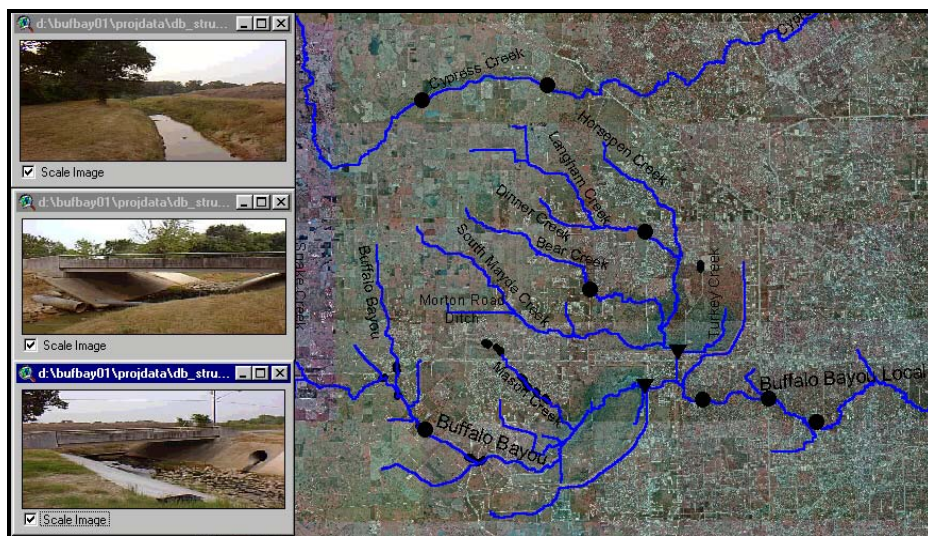 d:\bufbay01\projdata\db_stru...
Scale Image
d:\bufbay01\projdata\db_stru...
Scale Image
d:\bufbay01\projdata\db_stru...
Scale Image
Cypress Creek
Horsepen Creek
Langham Creek
Dinner Creek
Bear Creek
South Mayde Creek
Turkey Creek
Snake Creek
Buffalo Bayou
Morton Road
Ditch
Mason Creek
Buffalo Bayou
Buffalo Bayou Local